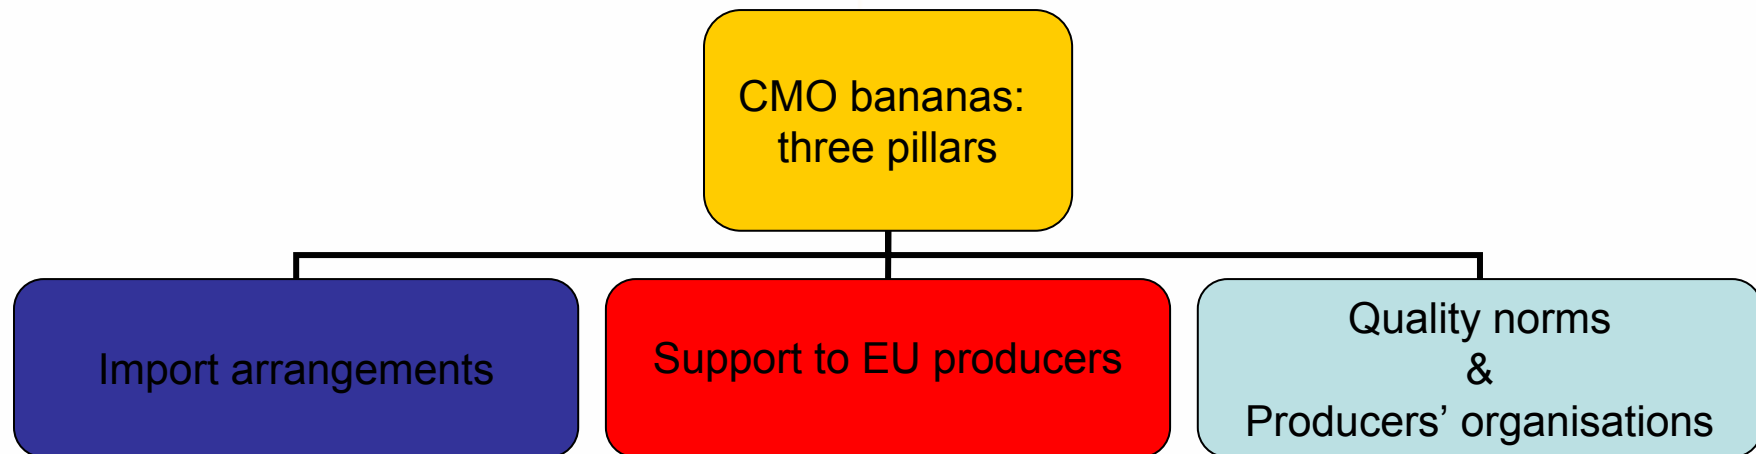 CMO bananas:
three pillars
Import arrangements
Support to EU producers
Quality norms
&
Producers’ organisations